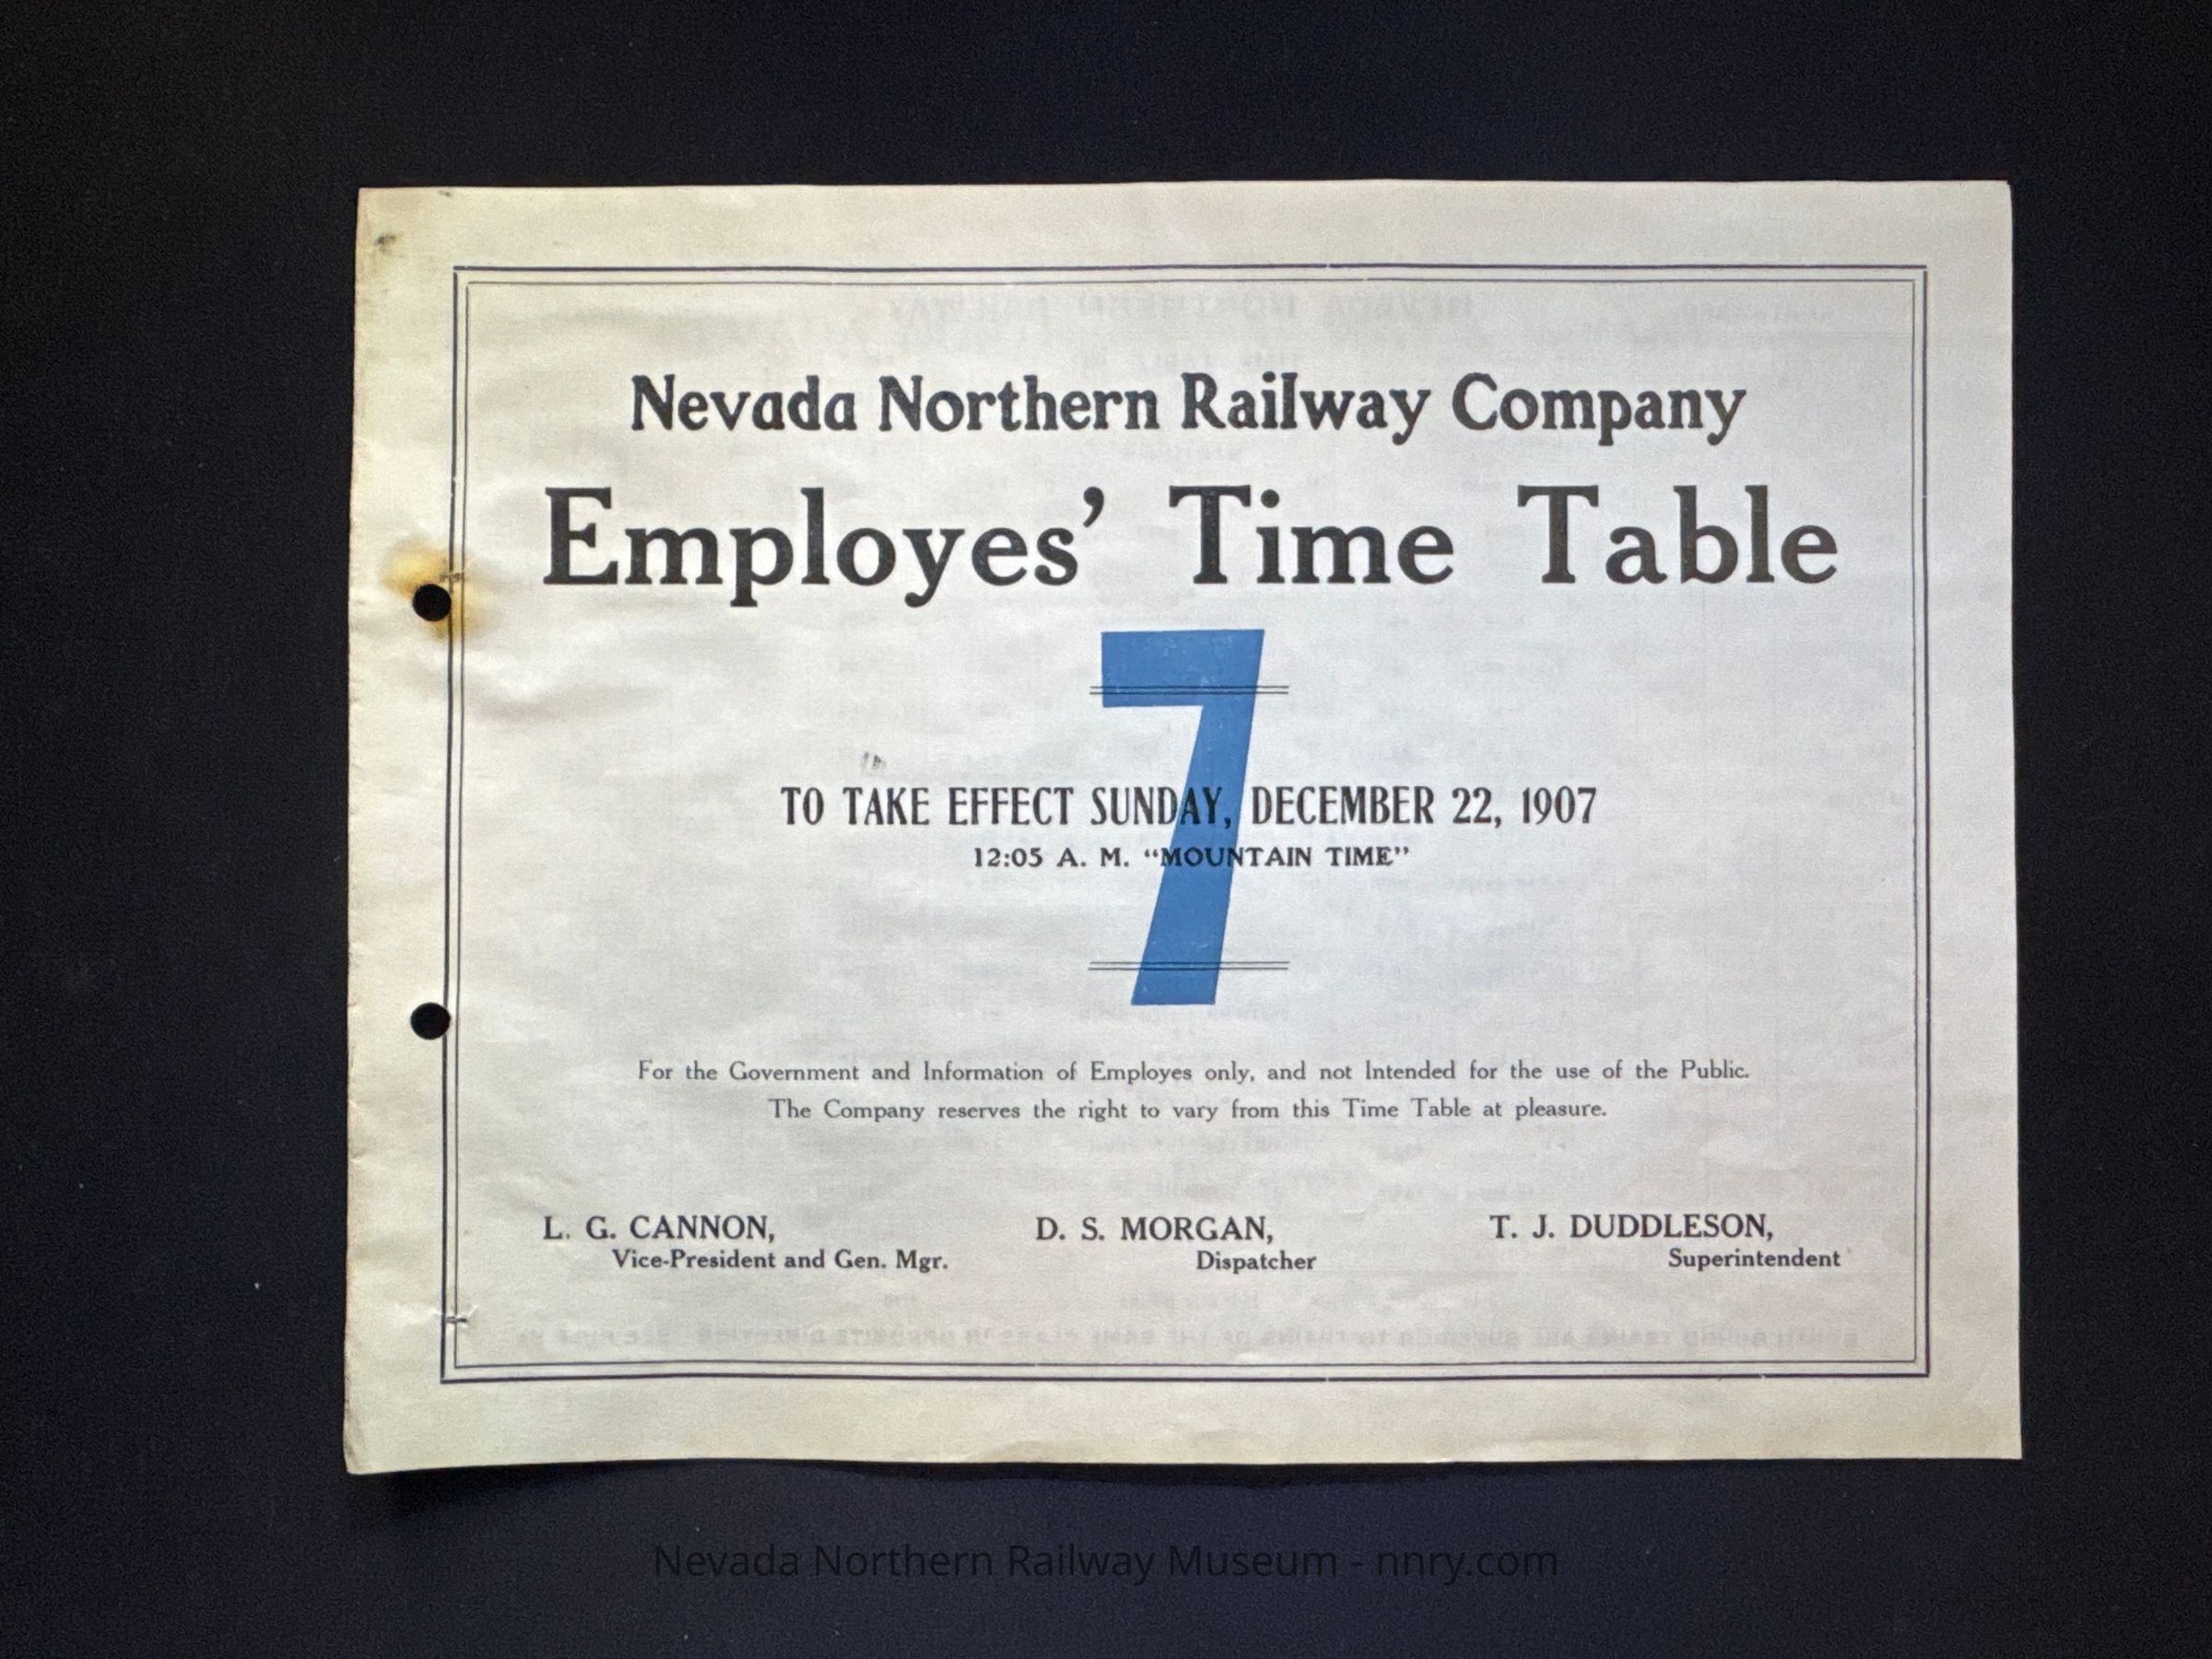 Nevada Northern Railway Company
Employes' Time Table
7
TO TAKE EFFECT SUNDAY, DECEMBER 22, 1907
12:05 A. M. "MOUNTAIN TIME"
For the Government and Information of Employes only, and not Intended for the use of the Public.
The Company reserves the right to vary from this Time Table at pleasure.
L. G. CANNON,
Vice-President and Gen. Mgr.
D. S. MORGAN,
Dispatcher
T. J. DUDDLESON,
Superintendent
Nevada Northern Railway Museum - nnry.com